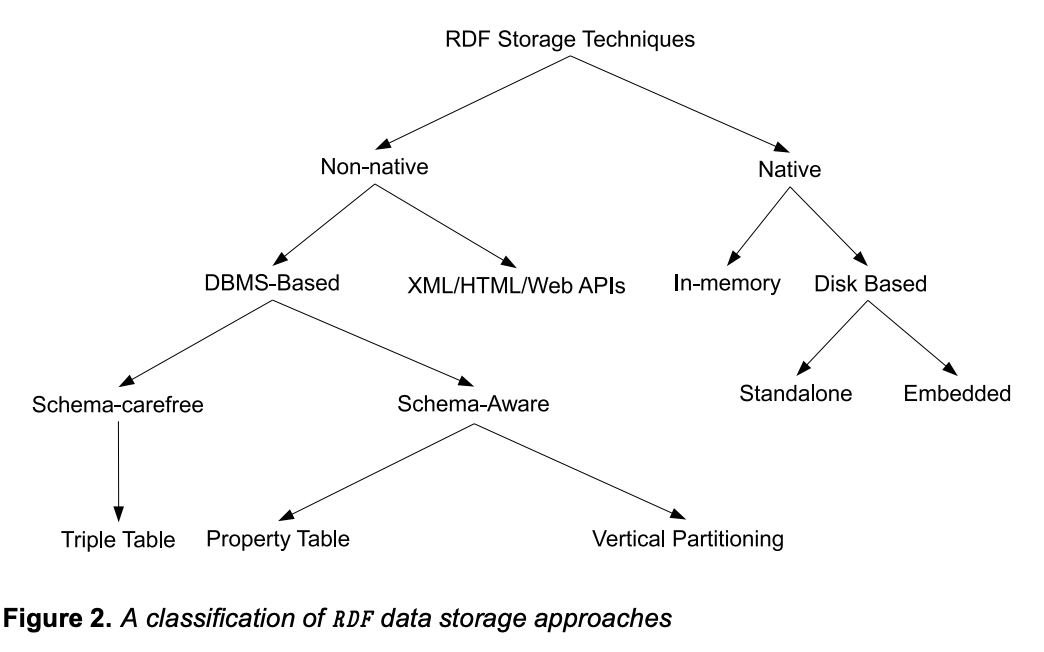 RDF Storage Techniques
Non-native
Native
DBMS-Based
XML/HTML/Web APIs
In-memory
Disk Based
Schema-carefree
Schema-Aware
Standalone
Embedded
Triple Table
Property Table
Vertical Partitioning
Figure 2. A classification of RDF data storage approaches